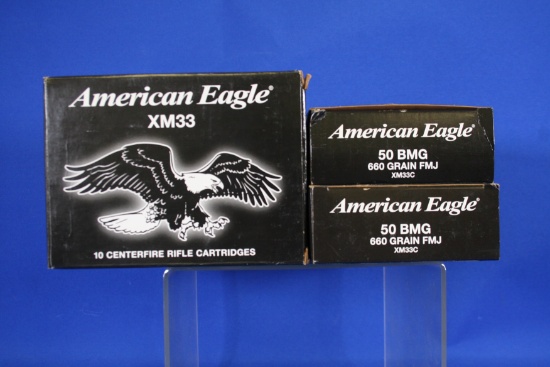 American Eagle®
XM33
10 CENTERFIRE RIFLE CARTRIDGES
American Eagle®
50 BMG
660 GRAIN FMJ
XM33C
American Eagle®
50 BMG
660 GRAIN FMJ
XM33C